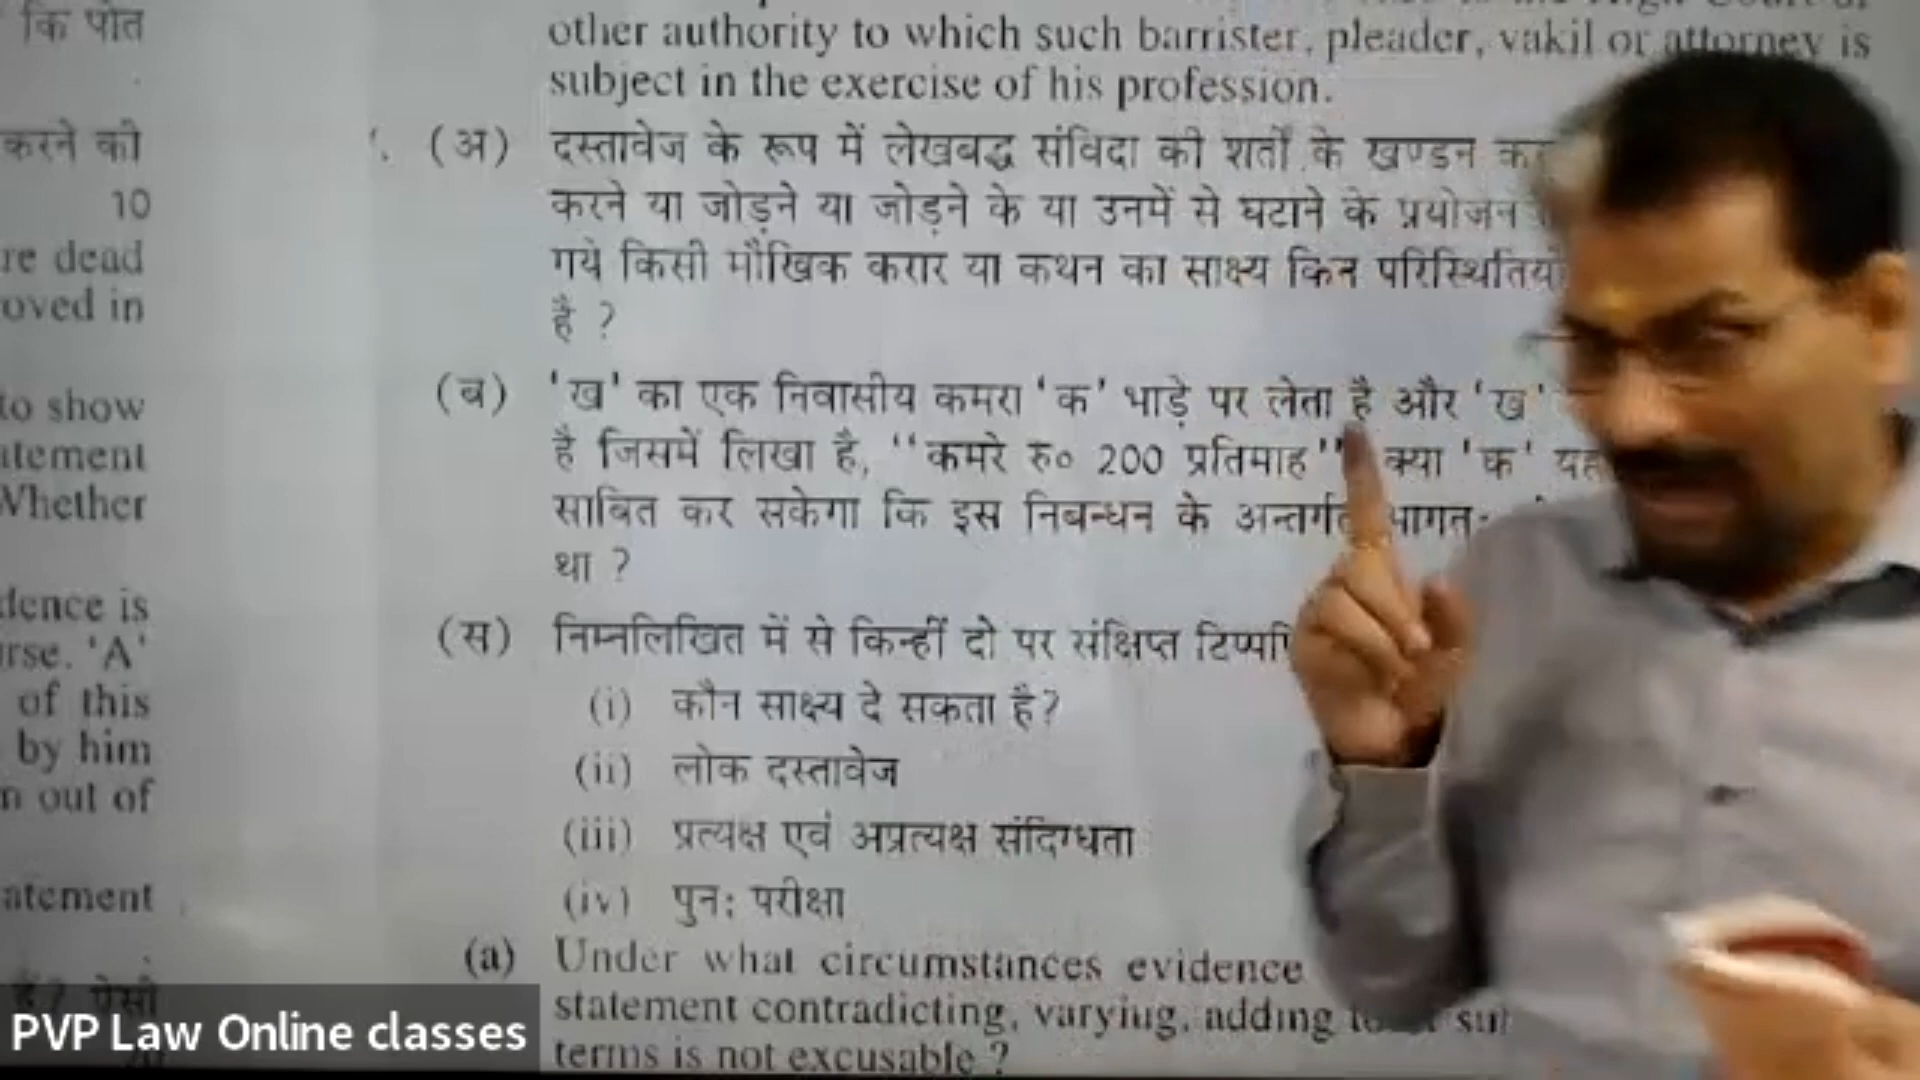 कि पोत
करने की
10
re dead
oved in
to show
atement
Whether
dence is
rse. 'A'
of this
by him
n out of
atement
other authority to which such barrister, pleader, vakil or attorney is
subject in the exercise of his profession.
(अ) दस्तावेज के रूप में लेखबद्ध संविदा की शर्तों के खण्डन
करने या जोड़ने या जोड़ने के या उनमें से घटाने के प्रयोजन
गये किसी मौखिक करार या कथन का साक्ष्य किन
है ?
(ब) 'ख' का एक निवासीय कमरा 'क' भाड़े पर लेता है और 'ख'
है जिसमें लिखा है, "कमरे रु० 200 प्रतिमाह" क्या 'क' यह
साबित कर सकेगा कि इस निबन्धन के
था ?
(स) निम्नलिखित में से किन्हीं दो पर संक्षिप्त
(i) कौन साक्ष्य दे सकता है?
(ii) लोक दस्तावेज
(iii) प्रत्यक्ष एवं अप्रत्यक्ष संदिग्धता
(iv) पुनः परीक्षा
(a) Under what circumstances evidence
statement contradicting, varyiug, adding
terms is not excusable ?
PVP Law Online classes